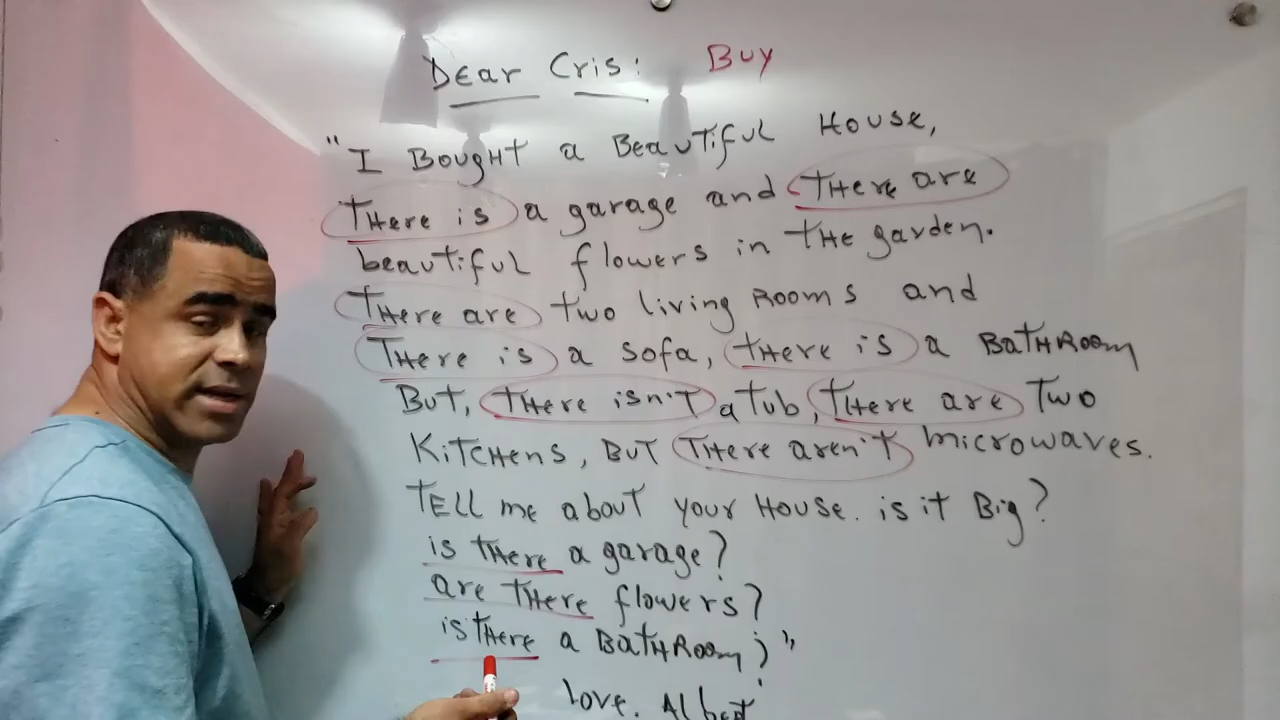 Dear Cris: Buy
"I Bought a Beautiful House,
There is a garage and There are
beautiful flowers in The garden.
There are two living Rooms and
There is a sofa, There is a BaTHRoom
But, There isn't a Tub, There are Two
KiTCHens, But There aren't microwaves.
Tell me about your House. is it Big?
is There a garage?
are There flowers?
is There a BaTHRoom?"
love. Albert